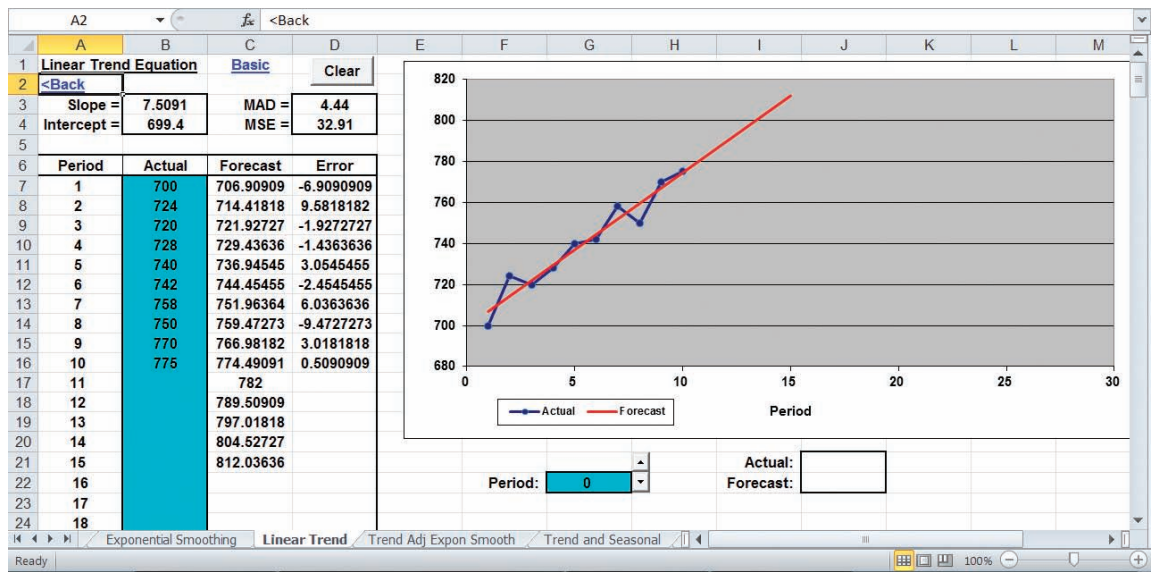 A2 fx <Back
A B C D E F G H I J K L M
1 Linear Trend Equation Basic Clear
2 <Back
3 Slope = 7.5091 MAD = 4.44
4 Intercept = 699.4 MSE = 32.91
5
6 Period Actual Forecast Error
7 1 700 706.90909 -6.9090909
8 2 724 714.41818 9.5818182
9 3 720 721.92727 -1.9272727
10 4 728 729.43636 -1.4363636
11 5 740 736.94545 3.0545455
12 6 742 744.45455 -2.4545455
13 7 758 751.96364 6.0363636
14 8 750 759.47273 -9.4727273
15 9 770 766.98182 3.0181818
16 10 775 774.49091 0.5090909
17 11 782
18 12 789.50909
19 13 797.01818
20 14 804.52727
21 15 812.03636
22 16
23 17
24 18
820
800
780
760
740
720
700
680
0 5 10 15 20 25 30
Actual Forecast Period
Actual:
Period: 0 Forecast:
Exponential Smoothing Linear Trend Trend Adj Expon Smooth Trend and Seasonal
Ready 100%